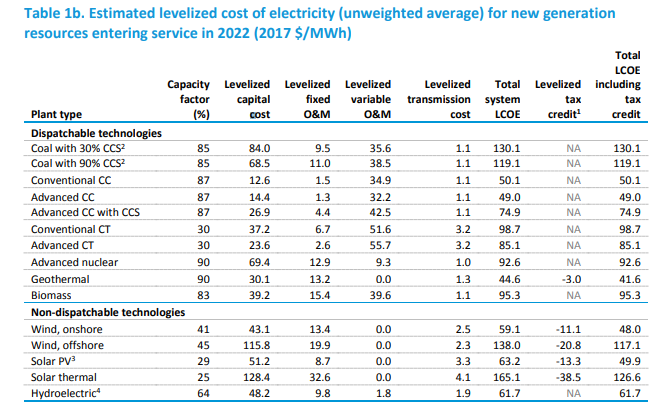 Table 1b. Estimated levelized cost of electricity (unweighted average) for new generation
resources entering service in 2022 (2017 $/MWh)
Total
LCOE
Capacity Levelized Levelized Levelized Levelized Total Levelized including
factor capital fixed variable transmission system tax tax
Plant type (%) cost O&M O&M cost LCOE credit¹ credit
Dispatchable technologies
Coal with 30% CCS² 85 84.0 9.5 35.6 1.1 130.1 NA 130.1
Coal with 90% CCS² 85 68.5 11.0 38.5 1.1 119.1 NA 119.1
Conventional CC 87 12.6 1.5 34.9 1.1 50.1 NA 50.1
Advanced CC 87 14.4 1.3 32.2 1.1 49.0 NA 49.0
Advanced CC with CCS 87 26.9 4.4 42.5 1.1 74.9 NA 74.9
Conventional CT 30 37.2 6.7 51.6 3.2 98.7 NA 98.7
Advanced CT 30 23.6 2.6 55.7 3.2 85.1 NA 85.1
Advanced nuclear 90 69.4 12.9 9.3 1.0 92.6 NA 92.6
Geothermal 90 30.1 13.2 0.0 1.3 44.6 -3.0 41.6
Biomass 83 39.2 15.4 39.6 1.1 95.3 NA 95.3
Non-dispatchable technologies
Wind, onshore 41 43.1 13.4 0.0 2.5 59.1 -11.1 48.0
Wind, offshore 45 115.8 19.9 0.0 2.3 138.0 -20.8 117.1
Solar PV³ 29 51.2 8.7 0.0 3.3 63.2 -13.3 49.9
Solar thermal 25 128.4 32.6 0.0 4.1 165.1 -38.5 126.6
Hydroelectric⁴ 64 48.2 9.8 1.8 1.9 61.7 NA 61.7